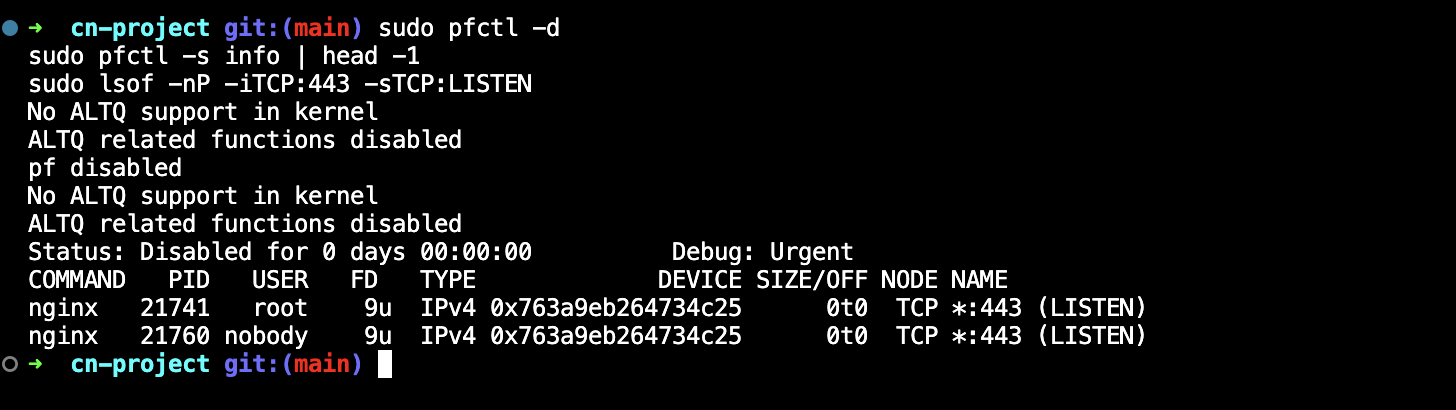 ➜  cn-project git:(main) sudo pfctl -d
sudo pfctl -s info | head -1
sudo lsof -nP -iTCP:443 -sTCP:LISTEN
No ALTQ support in kernel
ALTQ related functions disabled
pf disabled
No ALTQ support in kernel
ALTQ related functions disabled
Status: Disabled for 0 days 00:00:00          Debug: Urgent
COMMAND   PID   USER   FD   TYPE             DEVICE SIZE/OFF NODE NAME
nginx   21741   root    9u  IPv4 0x763a9eb264734c25      0t0  TCP *:443 (LISTEN)
nginx   21760 nobody    9u  IPv4 0x763a9eb264734c25      0t0  TCP *:443 (LISTEN)
➜  cn-project git:(main)